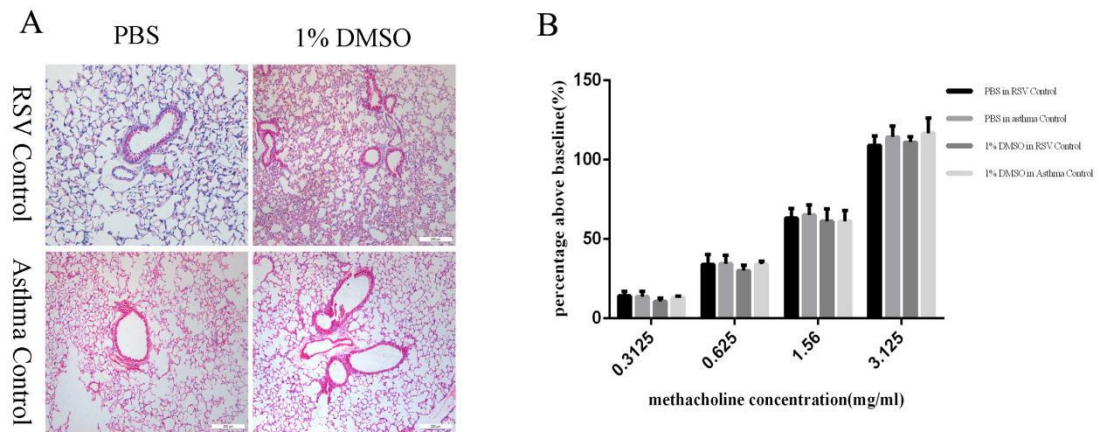 A
PBS
1% DMSO
RSV Control
Asthma Control
B
percentage above baseline(%)
150
100
50
0
0.3125
0.625
1.56
3.125
methacholine concentration(mg/ml)
PBS in RSV Control
PBS in asthma Control
1% DMSO in RSV Control
1% DMSO in Asthma Control